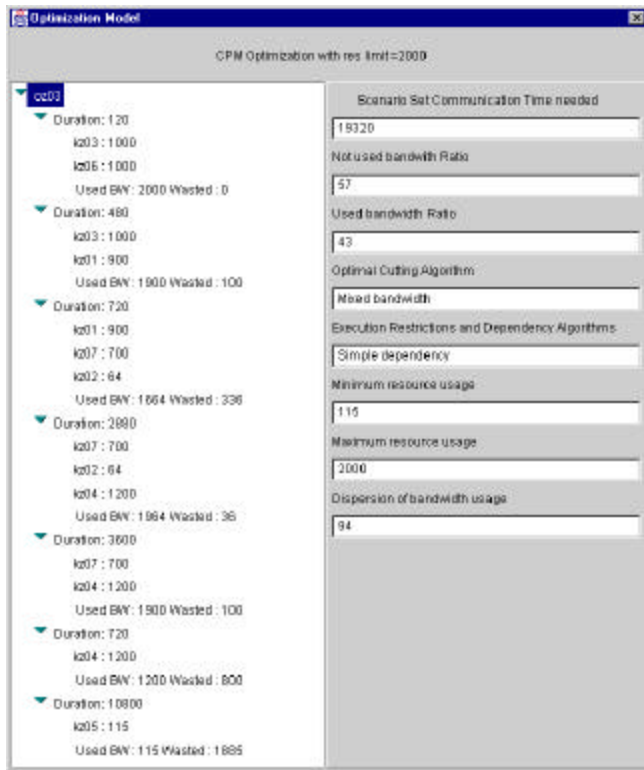 Optimization Model
CPM Optimization with res limit=2000
Duration: 120
kz03 : 1000
kz06 : 1000
Used BW: 2000 Wasted : 0
Duration: 480
kz03 : 1000
kz01 : 900
Used BW: 1900 Wasted : 100
Duration: 720
kz01 : 900
kz07 : 700
kz02 : 64
Used BW: 1664 Wasted : 336
Duration: 2880
kz07 : 700
kz02 : 64
kz04 : 1200
Used BW: 1964 Wasted : 36
Duration: 3600
kz07 : 700
kz04 : 1200
Used BW: 1900 Wasted : 100
Duration: 720
kz04 : 1200
Used BW: 1200 Wasted : 800
Duration: 10800
kz05 : 115
Used BW: 115 Wasted : 1885
Scenario Set Communication Time needed
19320
Not used bandwith Ratio
57
Used bandwidth Ratio
43
Optimal Cutting Algorithm
Mixed bandwidth
Execution Restrictions and Dependency Algorithms
Simple dependency
Minimum resource usage
115
Maximum resource usage
2000
Dispersion of bandwidth usage
94